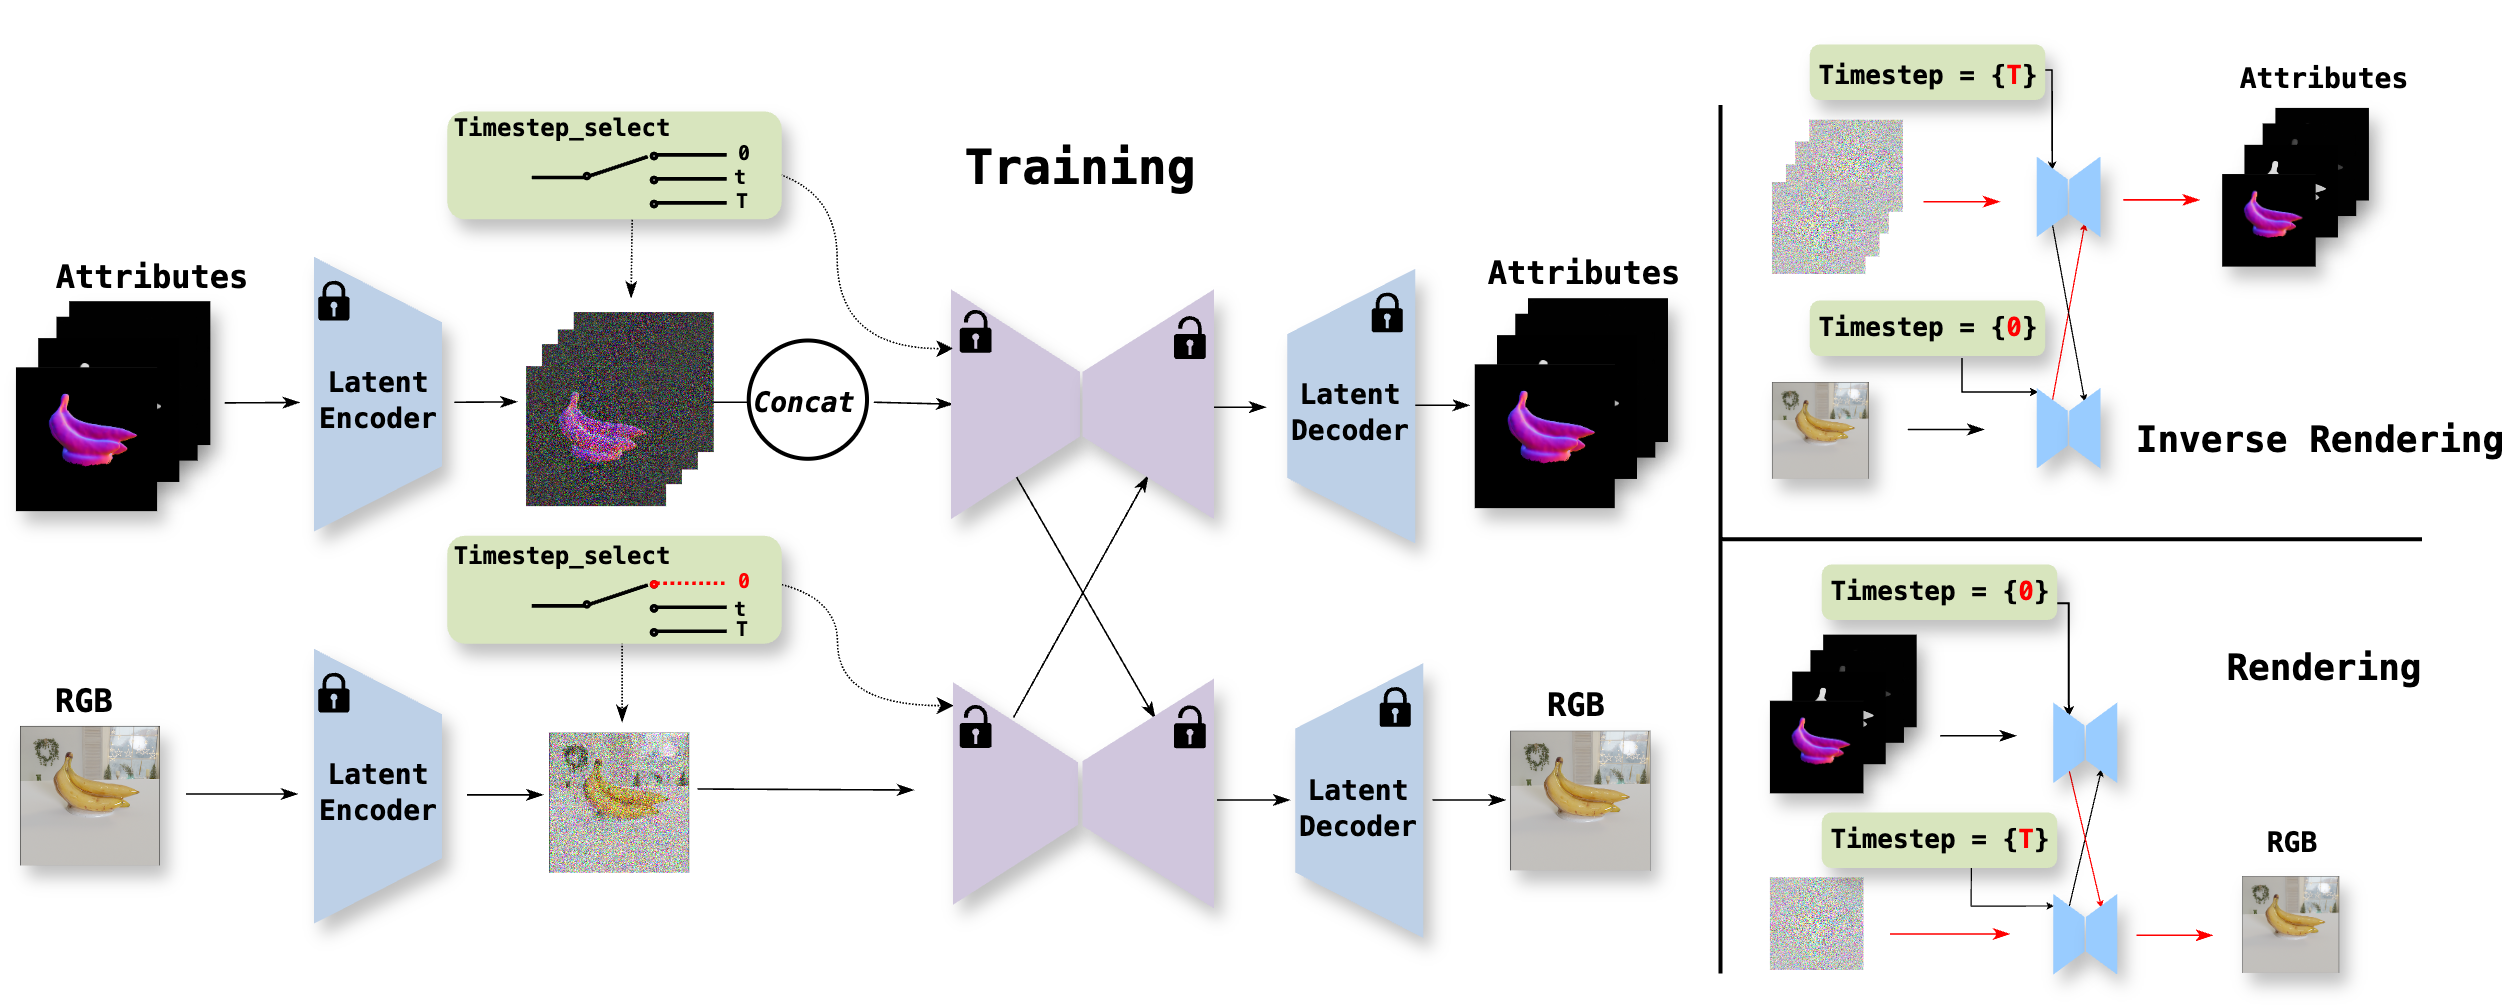 Training
Timestep_select
0
t
T
Attributes
Latent
Encoder
Concat
Latent
Decoder
Attributes
Timestep_select
0
t
T
RGB
Latent
Encoder
Latent
Decoder
RGB
Timestep = {T}
Attributes
Timestep = {0}
Inverse Rendering
Timestep = {0}
Rendering
Timestep = {T}
RGB